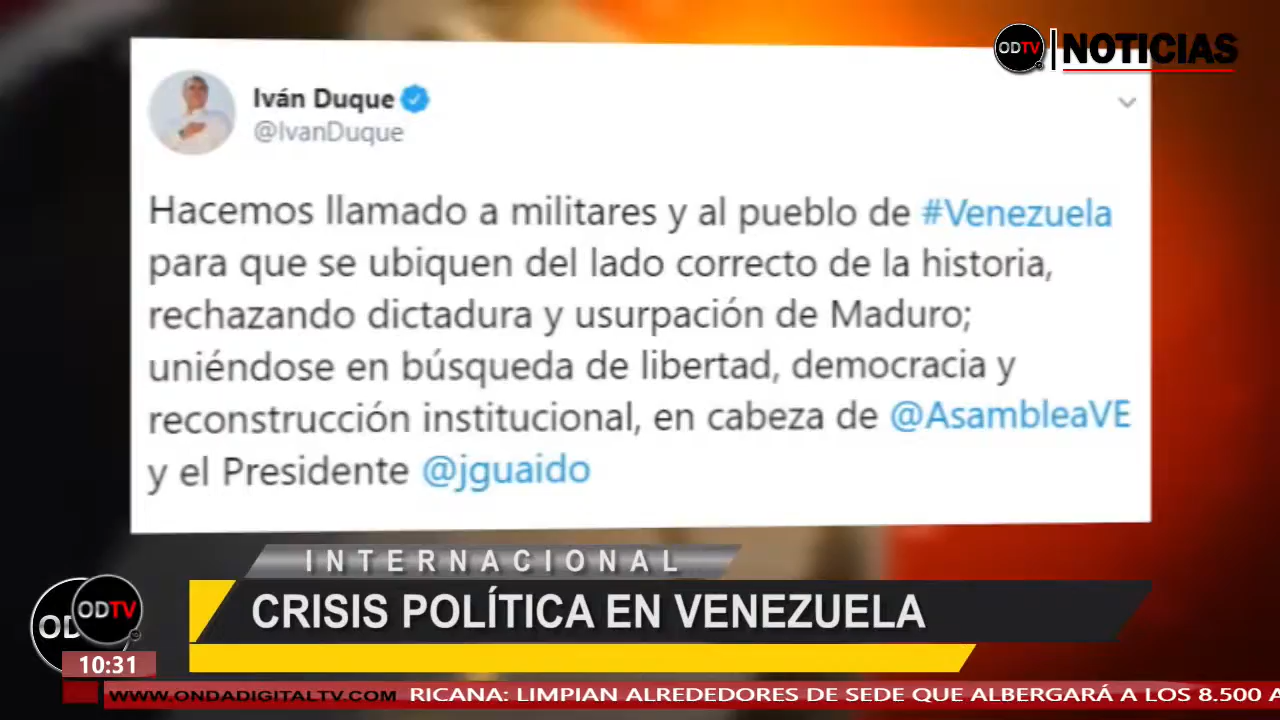 ODTV NOTICIAS
Iván Duque
@IvanDuque
Hacemos llamado a militares y al pueblo de #Venezuela
para que se ubiquen del lado correcto de la historia,
rechazando dictadura y usurpación de Maduro;
uniéndose en búsqueda de libertad, democracia y
reconstrucción institucional, en cabeza de @AsambleaVE
y el Presidente @jguaido
INTERNACIONAL
CRISIS POLÍTICA EN VENEZUELA
OD
ODTV
10:31
WWW.ONDADIGITALTV.COM RICANA: LIMPIAN ALREDEDORES DE SEDE QUE ALBERGARÁ A LOS 8.500 A